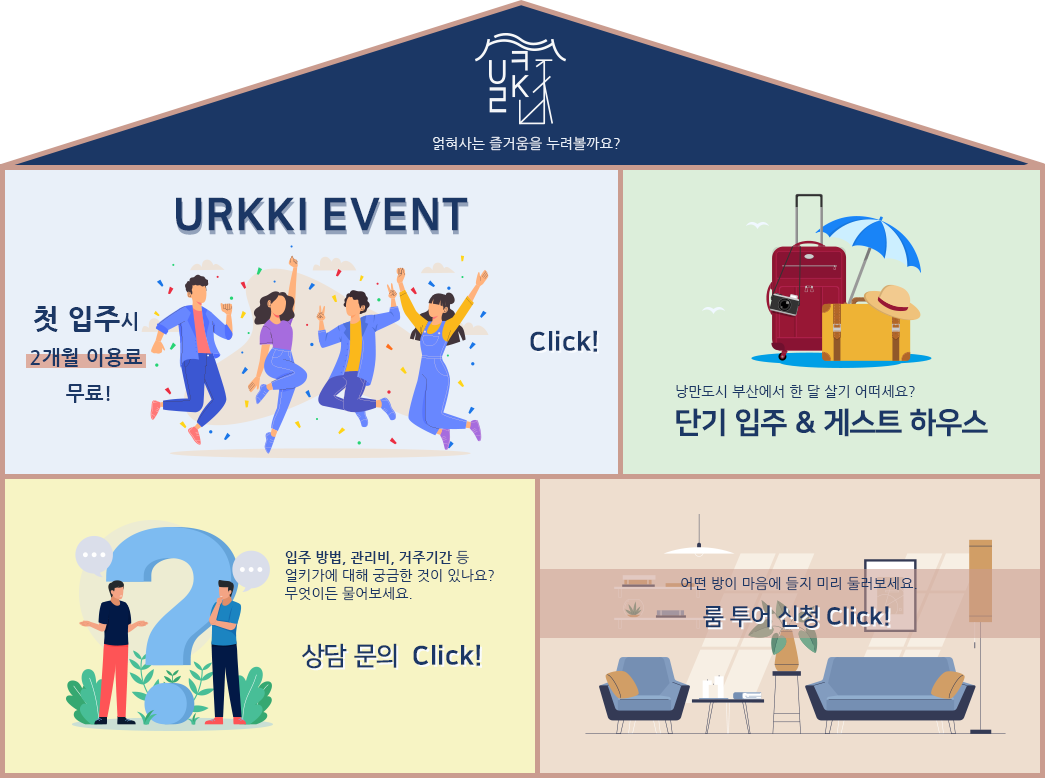 URKKI
얼키가
얽혀사는 즐거움을 누려볼까요?
URKKI EVENT
첫 입주시
2개월 이용료
무료!
Click!
낭만도시 부산에서 한 달 살기 어떠세요?
단기 입주 & 게스트 하우스
입주 방법, 관리비, 거주기간 등
얼키가에 대해 궁금한 것이 있나요?
무엇이든 물어보세요.
상담 문의 Click!
어떤 방이 마음에 들지 미리 둘러보세요.
룸 투어 신청 Click!